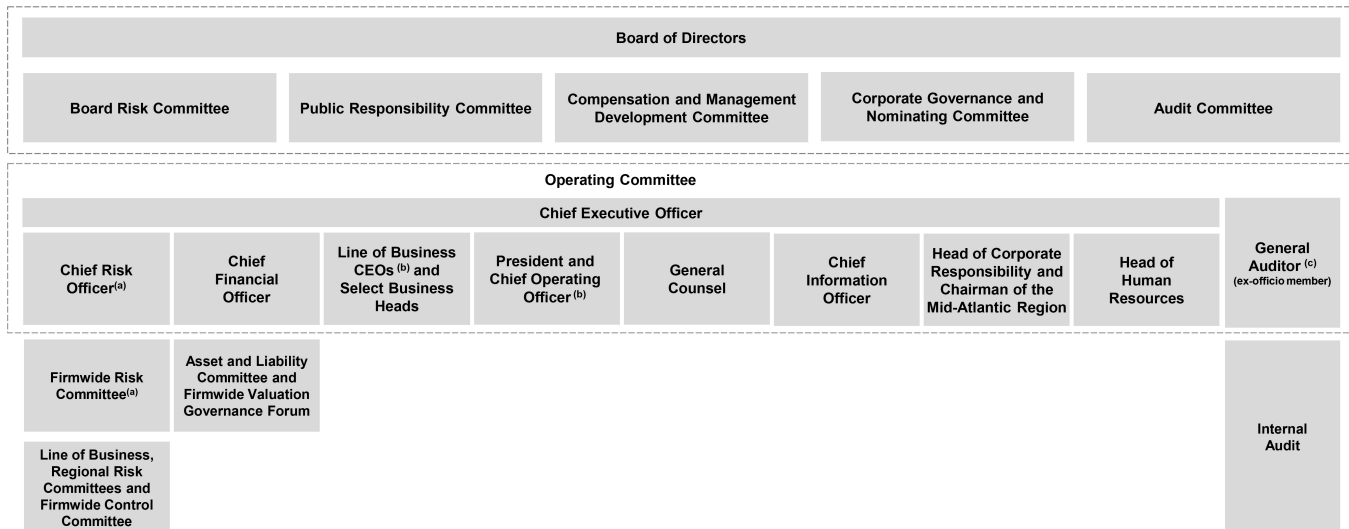 Board of Directors
Board Risk Committee
Public Responsibility Committee
Compensation and Management
Development Committee
Corporate Governance and
Nominating Committee
Audit Committee
Operating Committee
Chief Executive Officer
Chief Risk
Officer(a)
Chief
Financial
Officer
Line of Business
CEOs (b) and
Select Business
Heads
President and
Chief Operating
Officer (b)
General
Counsel
Chief
Information
Officer
Head of Corporate
Responsibility and
Chairman of the
Mid-Atlantic Region
Head of
Human
Resources
General
Auditor (c)
(ex-officio member)
Firmwide Risk
Committee(a)
Asset and Liability
Committee and
Firmwide Valuation
Governance Forum
Internal
Audit
Line of Business,
Regional Risk
Committees and
Firmwide Control
Committee